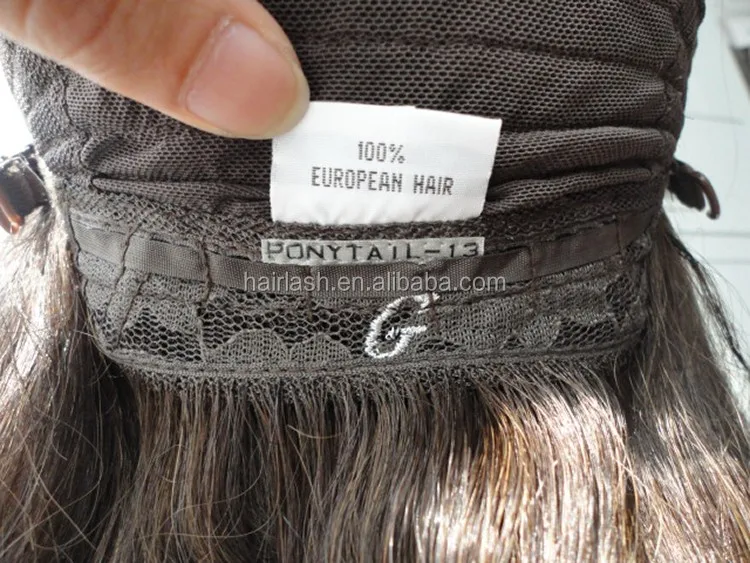 100%
EUROPEAN HAIR
PONYTAIL-13
hairlash.en.alibaba.com
G